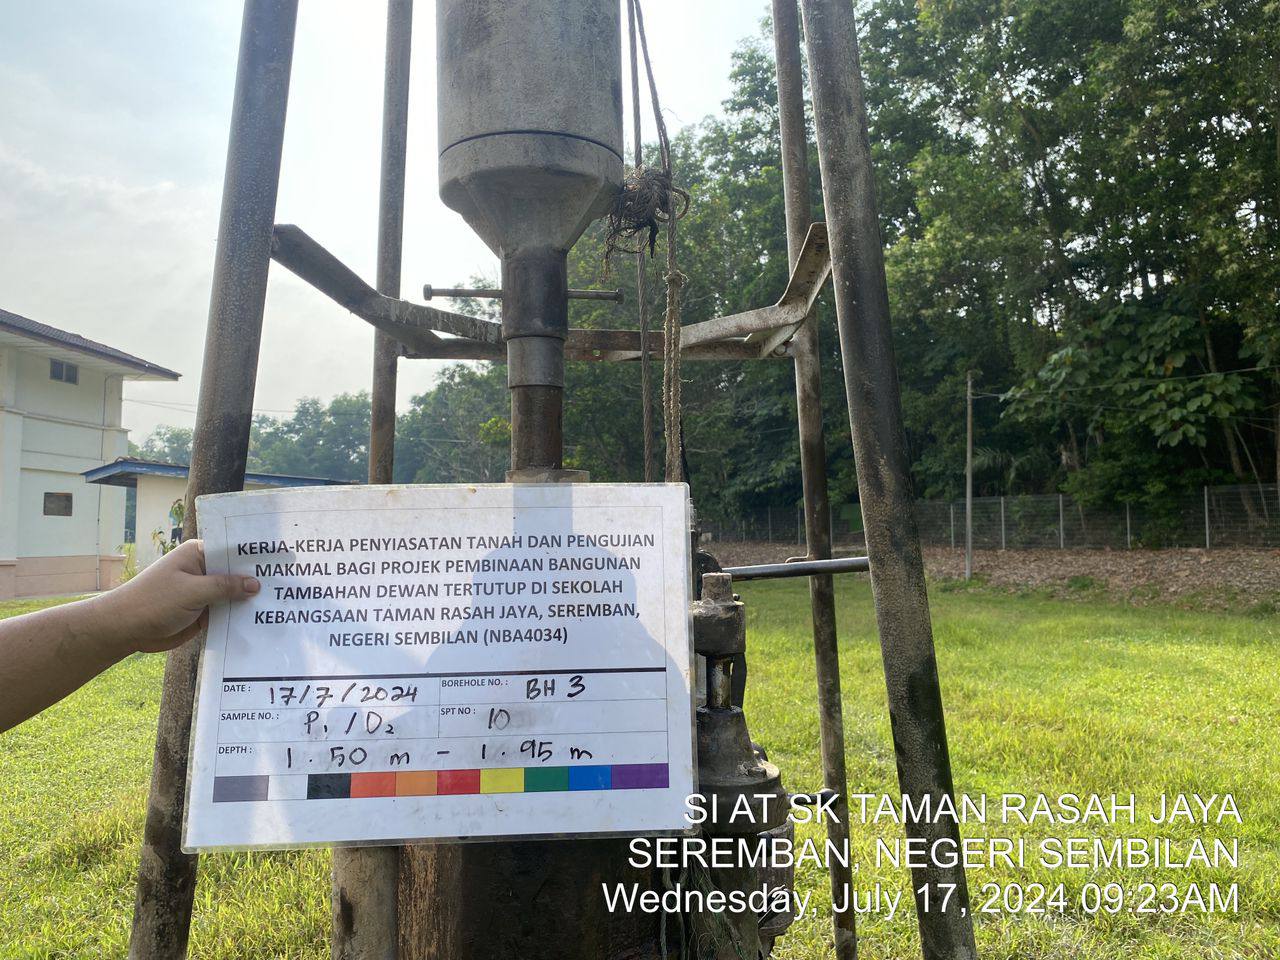 KERJA-KERJA PENYIASATAN TANAH DAN PENGUJIAN
MAKMAL BAGI PROJEK PEMBINAAN BANGUNAN
TAMBAHAN DEWAN TERTUTUP DI SEKOLAH
KEBANGSAAN TAMAN RASAH JAYA, SEREMBAN,
NEGERI SEMBILAN (NBA4034)
DATE : 17/7/2024 BOREHOLE NO. : BH 3
SAMPLE NO. : P1 / D2 SPT NO : 10
DEPTH : 1.50 m - 1.95 m
SI AT SK TAMAN RASAH JAYA
SEREMBAN, NEGERI SEMBILAN
Wednesday, July 17, 2024 09:23AM